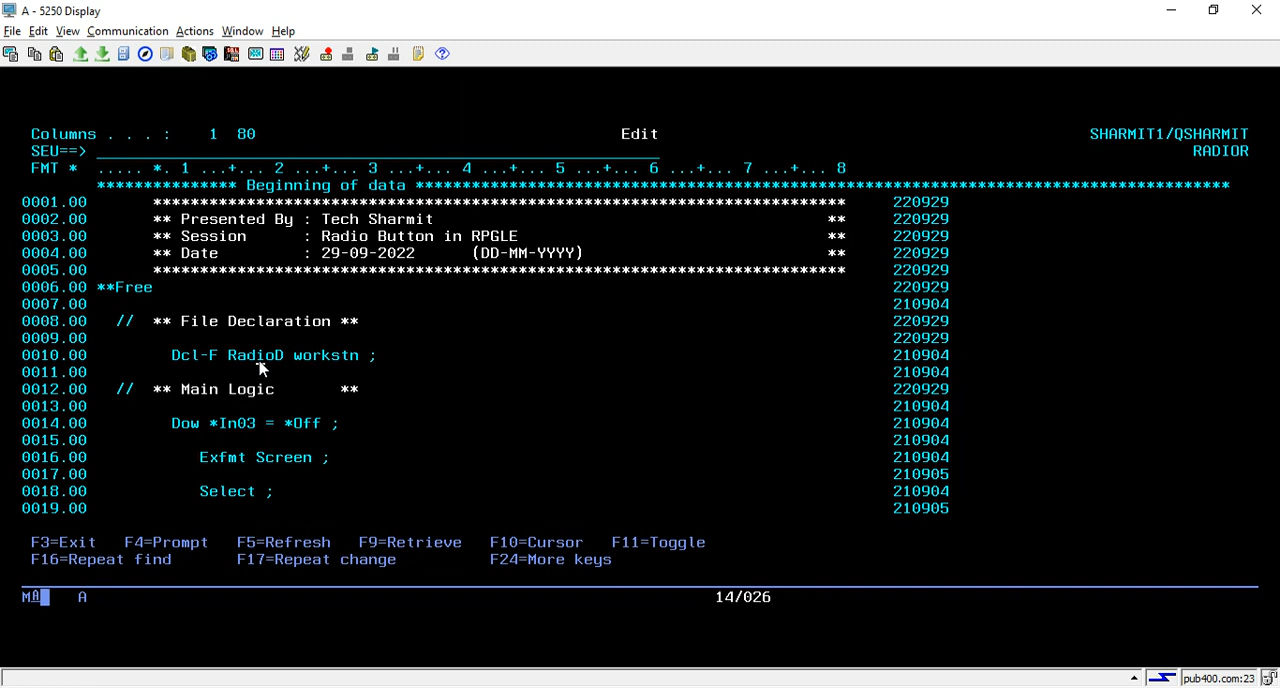 A - 5250 Display
File Edit View Communication Actions Window Help
Columns . . . : 1 80 Edit SHARMIT1/QSHARMIT
SEU==> RADIOR
FMT * ..... *. 1 ...+... 2 ...+... 3 ...+... 4 ...+... 5 ...+... 6 ...+... 7 ...+... 8
*************** Beginning of data ***************************************************************************************
0001.00 ************************************************************************** 220929
0002.00 ** Presented By : Tech Sharmit ** 220929
0003.00 ** Session : Radio Button in RPGLE ** 220929
0004.00 ** Date : 29-09-2022 (DD-MM-YYYY) ** 220929
0005.00 ************************************************************************** 220929
0006.00 **Free 220929
0007.00 210904
0008.00 // ** File Declaration ** 220929
0009.00 220929
0010.00 Dcl-F RadioD workstn ; 210904
0011.00 210904
0012.00 // ** Main Logic ** 220929
0013.00 210904
0014.00 Dow *In03 = *Off ; 210904
0015.00 210904
0016.00 Exfmt Screen ; 210904
0017.00 210905
0018.00 Select ; 210904
0019.00 210905
F3=Exit F4=Prompt F5=Refresh F9=Retrieve F10=Cursor F11=Toggle
F16=Repeat find F17=Repeat change F24=More keys
MA A 14/026
pub400.com:23